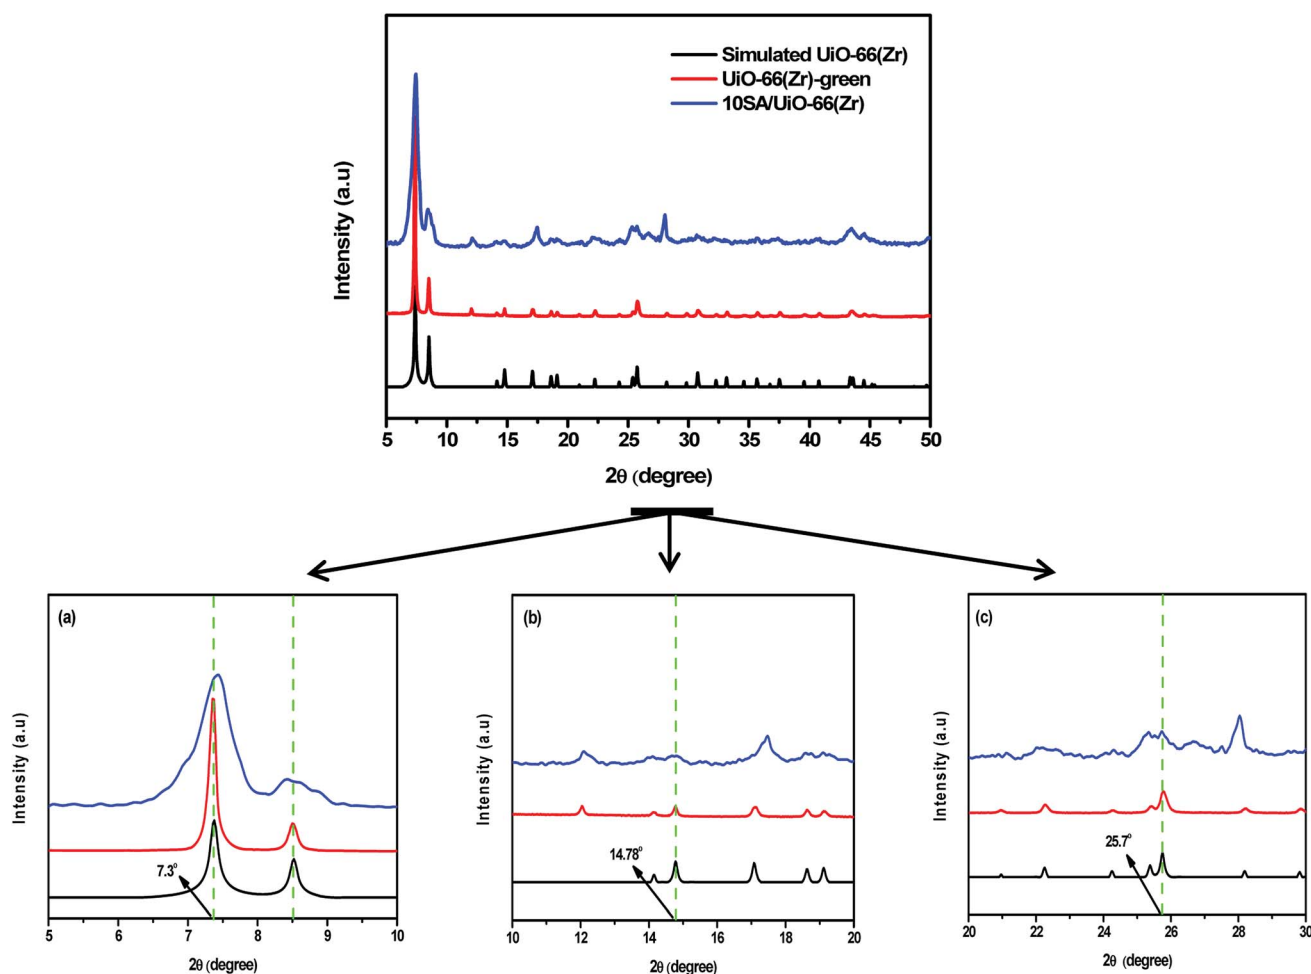 Intensity (a.u)
Simulated UiO-66(Zr)
UiO-66(Zr)-green
10SA/UiO-66(Zr)
5 10 15 20 25 30 35 40 45 50
2θ (degree)
(a)
Intensity (a.u)
7.3°
5 6 7 8 9 10
2θ (degree)
(b)
Intensity (a.u)
14.78°
10 12 14 16 18 20
2θ (degree)
(c)
Intensity (a.u)
25.7°
20 22 24 26 28 30
2θ (degree)